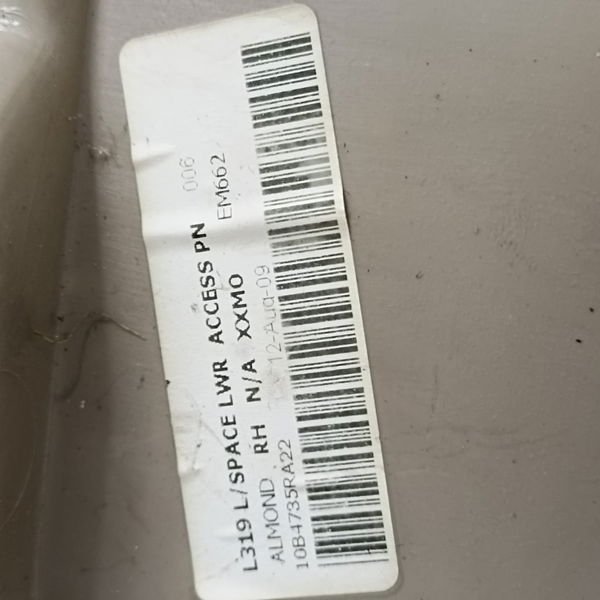 L319 L/SPACE LWR ACCESS PN 006
ALMOND RH N/A XXMO EM662
10B4735RA22 12-Aug-09